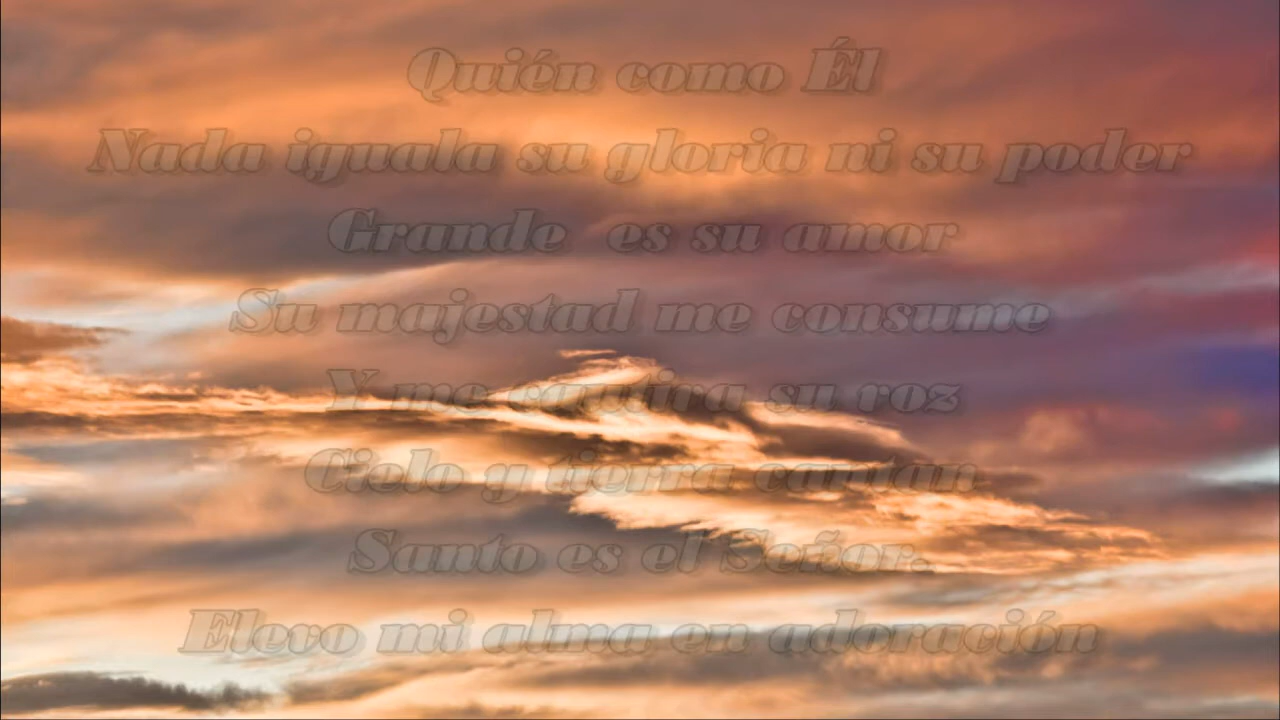 Quién como Él
Nada iguala su gloria ni su poder
Grande es su amor
Su majestad me consume
Y me cautiva su voz
Cielo y tierra cantan
Santo es el Señor.
Elevo mi alma en adoración